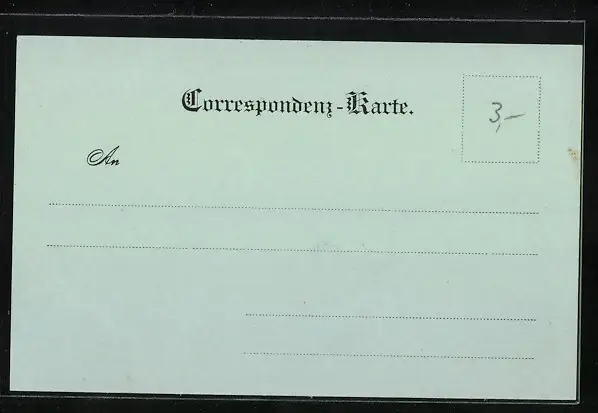 Correspondenz-Karte.
3,-
An